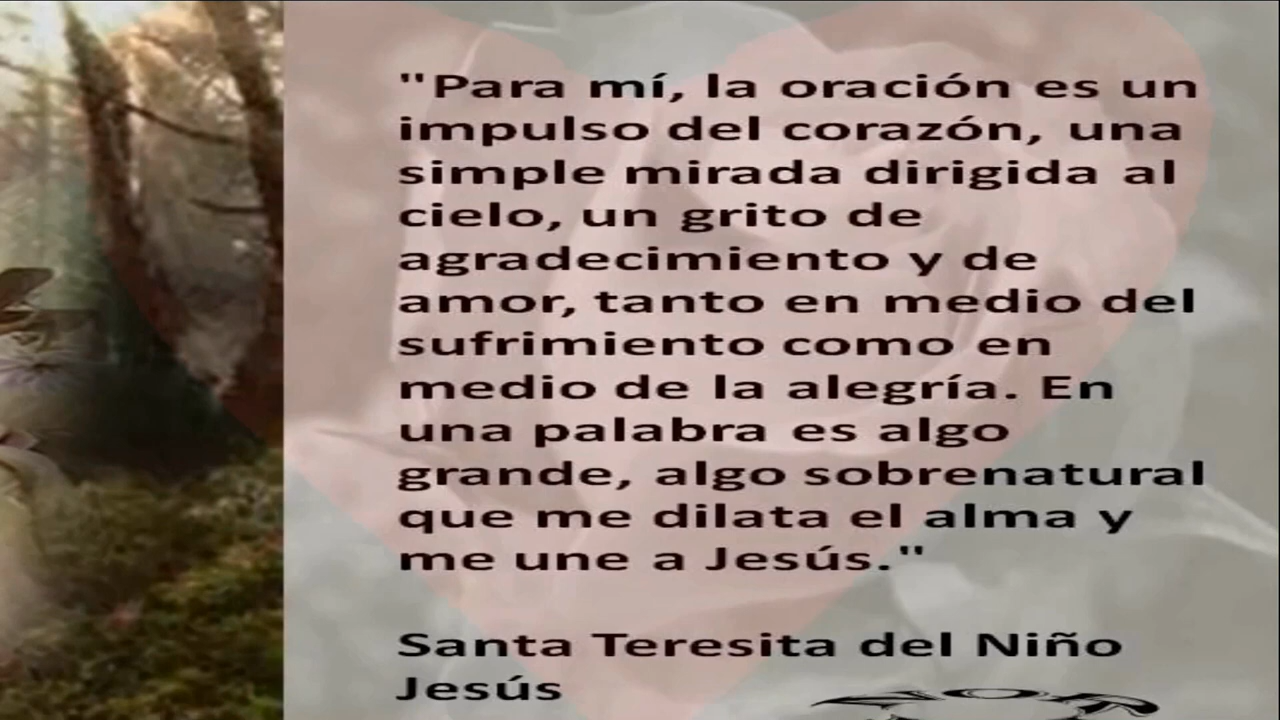 "Para mí, la oración es un
impulso del corazón, una
simple mirada dirigida al
cielo, un grito de
agradecimiento y de
amor, tanto en medio del
sufrimiento como en
medio de la alegría. En
una palabra es algo
grande, algo sobrenatural
que me dilata el alma y
me une a Jesús."
Santa Teresita del Niño
Jesús